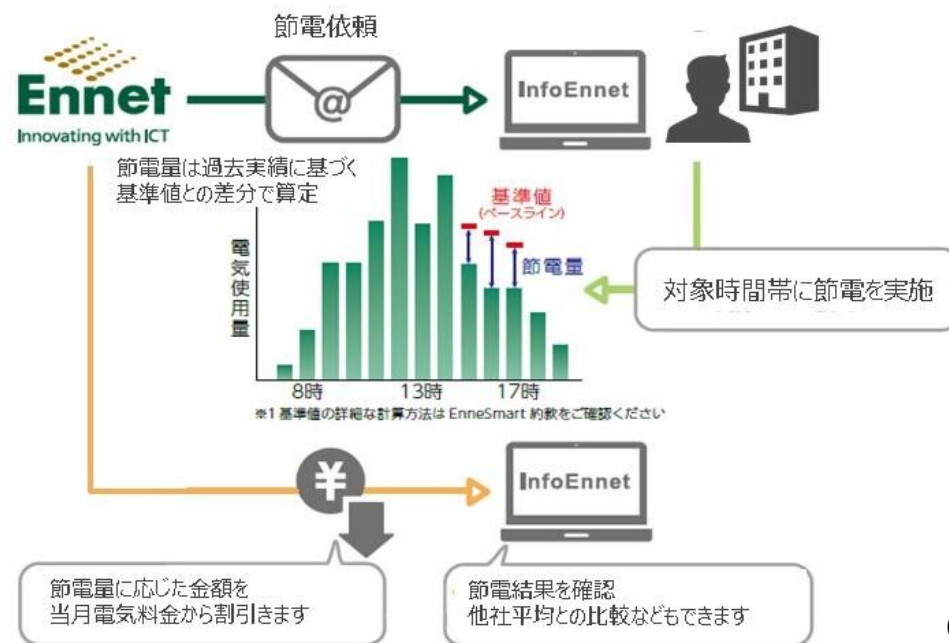 節電依頼
Ennet
Innovating with ICT
@
InfoEnnet
節電量は過去実績に基づく
基準値との差分で算定
基準値
(ベースライン)
節電量
電気使用量
8時
13時
17時
対象時間帯に節電を実施
※1 基準値の詳細な計算方法は EnneSmart 約款をご確認ください
¥
InfoEnnet
節電量に応じた金額を
当月電気料金から割引きます
節電結果を確認
他社平均との比較などもできます